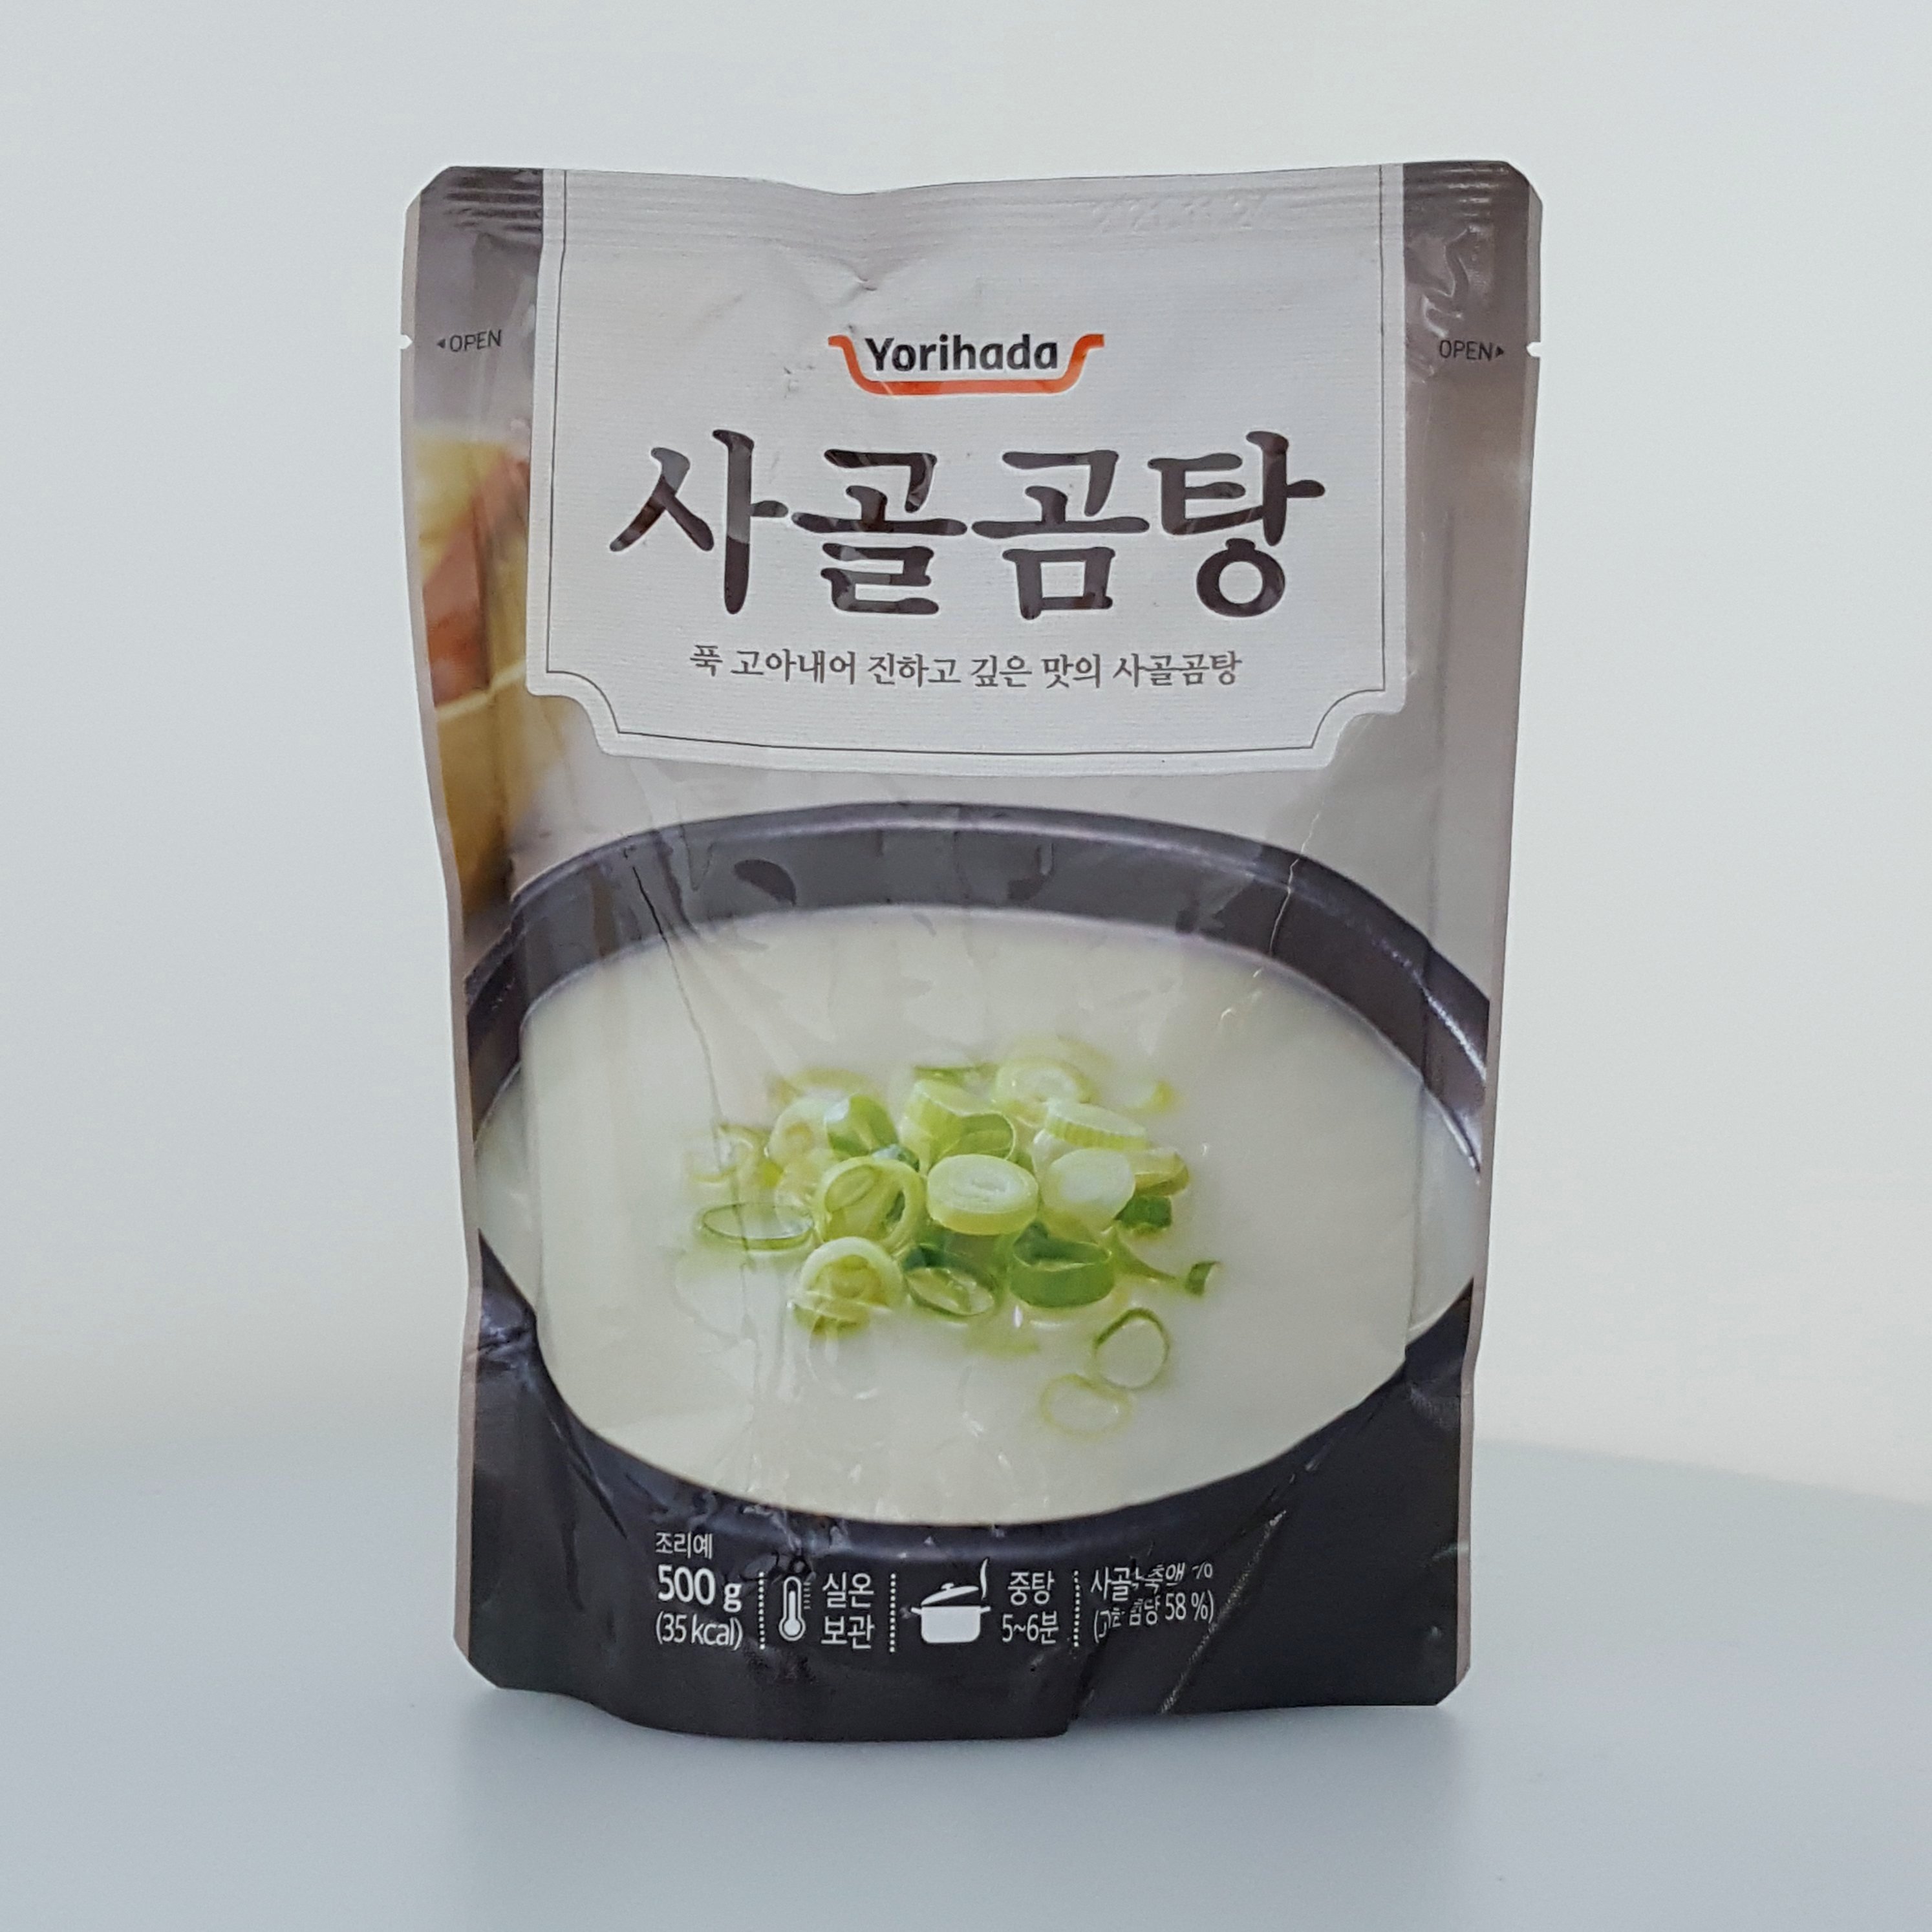 Yorihada
◂OPEN
OPEN▸
사골곰탕
푹 고아내어 진하고 깊은 맛의 사골곰탕
조리예
500 g
(35 kcal)
실온
보관
중탕
5~6분
58 %)